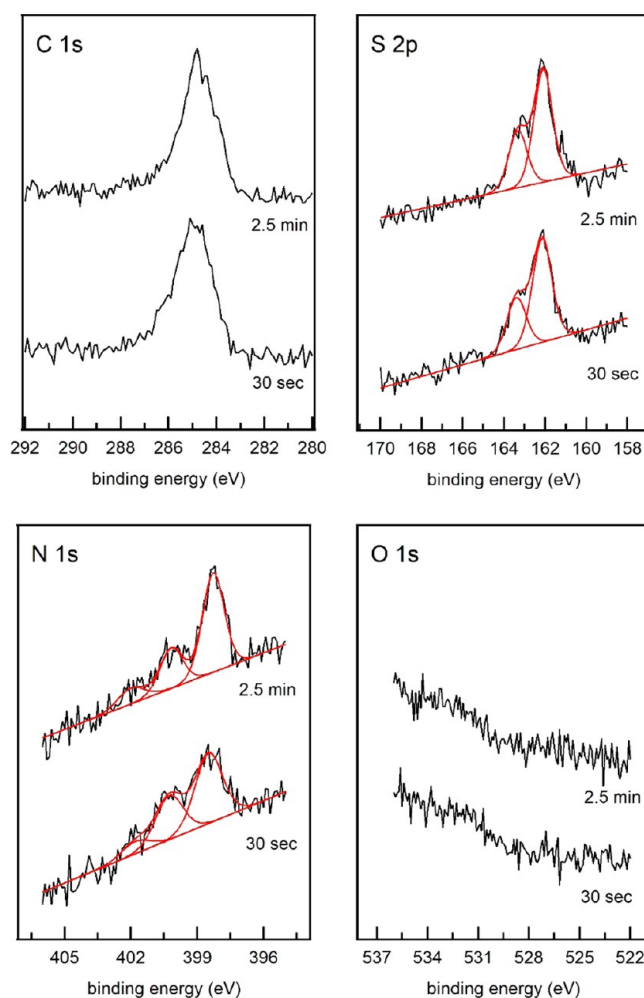 C 1s
2.5 min
30 sec
292 290 288 286 284 282 280
binding energy (eV)
S 2p
2.5 min
30 sec
170 168 166 164 162 160 158
binding energy (eV)
N 1s
2.5 min
30 sec
405 402 399 396
binding energy (eV)
O 1s
2.5 min
30 sec
537 534 531 528 525 522
binding energy (eV)